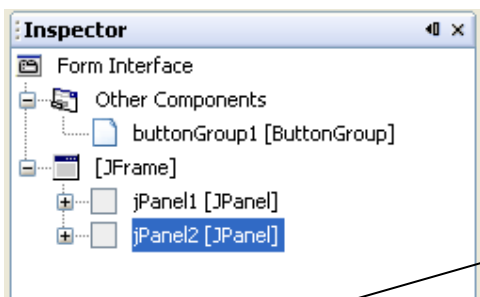 Inspector
Form Interface
Other Components
buttonGroup1 [ButtonGroup]
[JFrame]
jPanel1 [JPanel]
jPanel2 [JPanel]